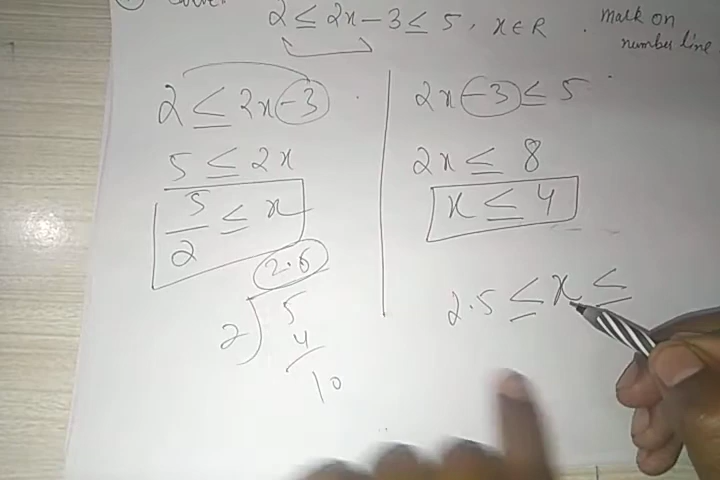 2 ≤ 2x - 3 ≤ 5, x ∈ R . Mark on
number line
2 ≤ 2x - 3
5 ≤ 2x
5/2 ≤ x
2.5
2 ) 5
4
10
2x - 3 ≤ 5
2x ≤ 8
x ≤ 4
2.5 ≤ x ≤